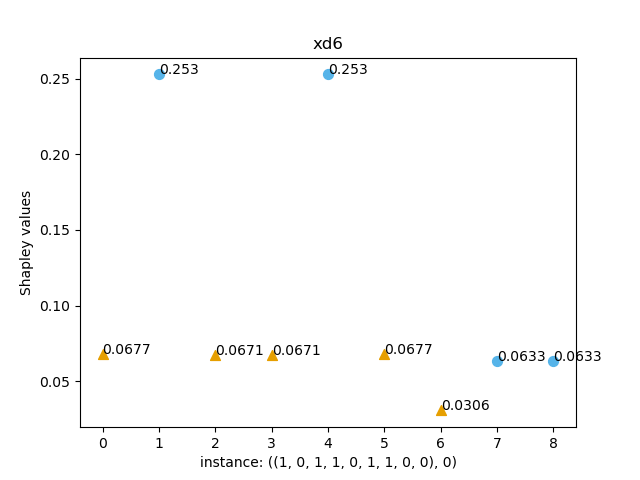 xd6
0.253 0.253
0.0677 0.0671 0.0671 0.0677 0.0633 0.0633
0.0306
Shapley values
0.25
0.20
0.15
0.10
0.05
0 1 2 3 4 5 6 7 8
instance: ((1, 0, 1, 1, 0, 1, 1, 0, 0), 0)